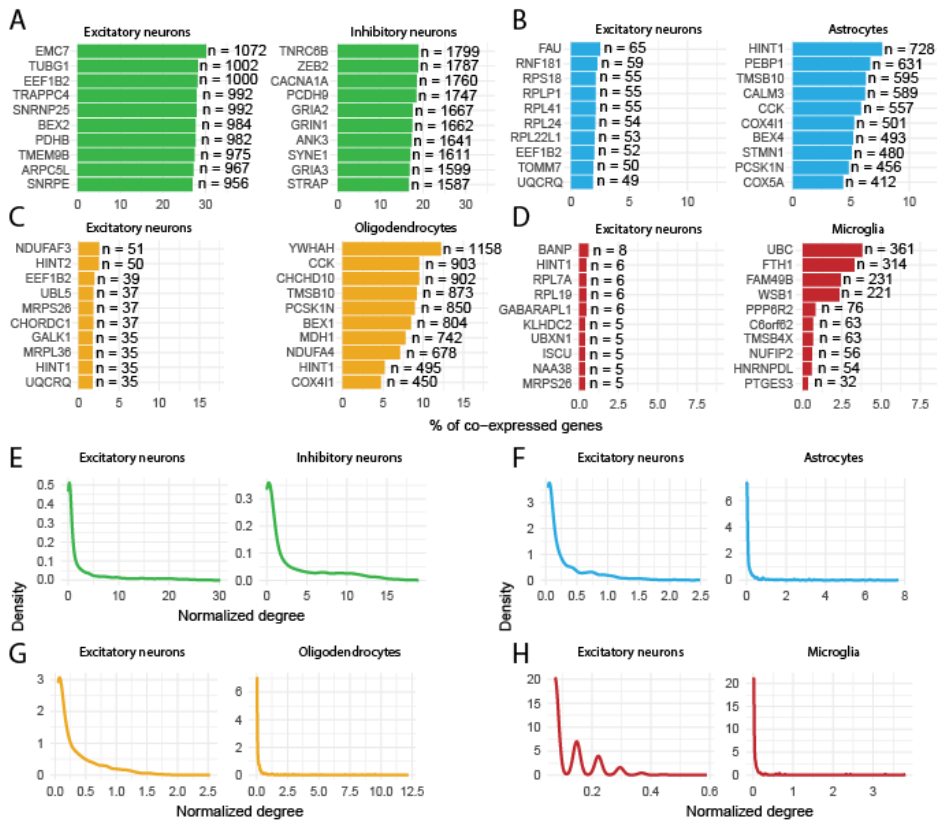 A
Excitatory neurons
EMC7 n = 1072
TUBG1 n = 1002
EEF1B2 n = 1000
TRAPPC4 n = 992
SNRNP25 n = 992
BEX2 n = 984
PDHB n = 982
TMEM9B n = 975
ARPC5L n = 967
SNRPE n = 956
0 10 20 30
Inhibitory neurons
TNRC6B n = 1799
ZEB2 n = 1787
CACNA1A n = 1760
PCDH9 n = 1747
GRIA2 n = 1667
GRIN1 n = 1662
ANK3 n = 1641
SYNE1 n = 1611
GRIA3 n = 1599
STRAP n = 1587
0 10 20 30
B
Excitatory neurons
FAU n = 65
RNF181 n = 59
RPS18 n = 55
RPLP1 n = 55
RPL41 n = 55
RPL24 n = 54
RPL22L1 n = 53
EEF1B2 n = 52
TOMM7 n = 50
UQCRQ n = 49
0 5 10
Astrocytes
HINT1 n = 728
PEBP1 n = 631
TMSB10 n = 595
CALM3 n = 589
CCK n = 557
COX4I1 n = 501
BEX4 n = 493
STMN1 n = 480
PCSK1N n = 456
COX5A n = 412
0 5 10
C
Excitatory neurons
NDUFAF3 n = 51
HINT2 n = 50
EEF1B2 n = 39
UBL5 n = 37
MRPS26 n = 37
CHORDC1 n = 37
GALK1 n = 35
MRPL36 n = 35
HINT1 n = 35
UQCRQ n = 35
0 5 10 15
Oligodendrocytes
YWHAH n = 1158
CCK n = 903
CHCHD10 n = 902
TMSB10 n = 873
PCSK1N n = 850
BEX1 n = 804
MDH1 n = 742
NDUFA4 n = 678
HINT1 n = 495
COX4I1 n = 450
0 5 10 15
D
Excitatory neurons
BANP n = 8
HINT1 n = 6
RPL7A n = 6
RPL19 n = 6
GABARAPL1 n = 6
KLHDC2 n = 5
UBXN1 n = 5
ISCU n = 5
NAA38 n = 5
MRPS26 n = 5
0.0 2.5 5.0 7.5
Microglia
UBC n = 361
FTH1 n = 314
FAM49B n = 231
WSB1 n = 221
PPP6R2 n = 76
C6orf62 n = 63
TMSB4X n = 63
NUFIP2 n = 56
HNRNPDL n = 54
PTGES3 n = 32
0.0 2.5 5.0 7.5
% of co-expressed genes
E
Excitatory neurons
0.5
0.4
0.3
0.2
0.1
0.0
0 10 20 30
Inhibitory neurons
0.3
0.2
0.1
0.0
0 5 10 15
Density
Normalized degree
F
Excitatory neurons
3
2
1
0
0.0 0.5 1.0 1.5 2.0 2.5
Astrocytes
6
4
2
0
0 2 4 6 8
Density
G
Excitatory neurons
3
2
1
0
0.0 0.5 1.0 1.5 2.0 2.5
Oligodendrocytes
6
4
2
0
0.0 2.5 5.0 7.5 10.0 12.5
Normalized degree
H
Excitatory neurons
20
15
10
5
0
0.2 0.4 0.6
Microglia
20
15
10
5
0
0 1 2 3
Normalized degree